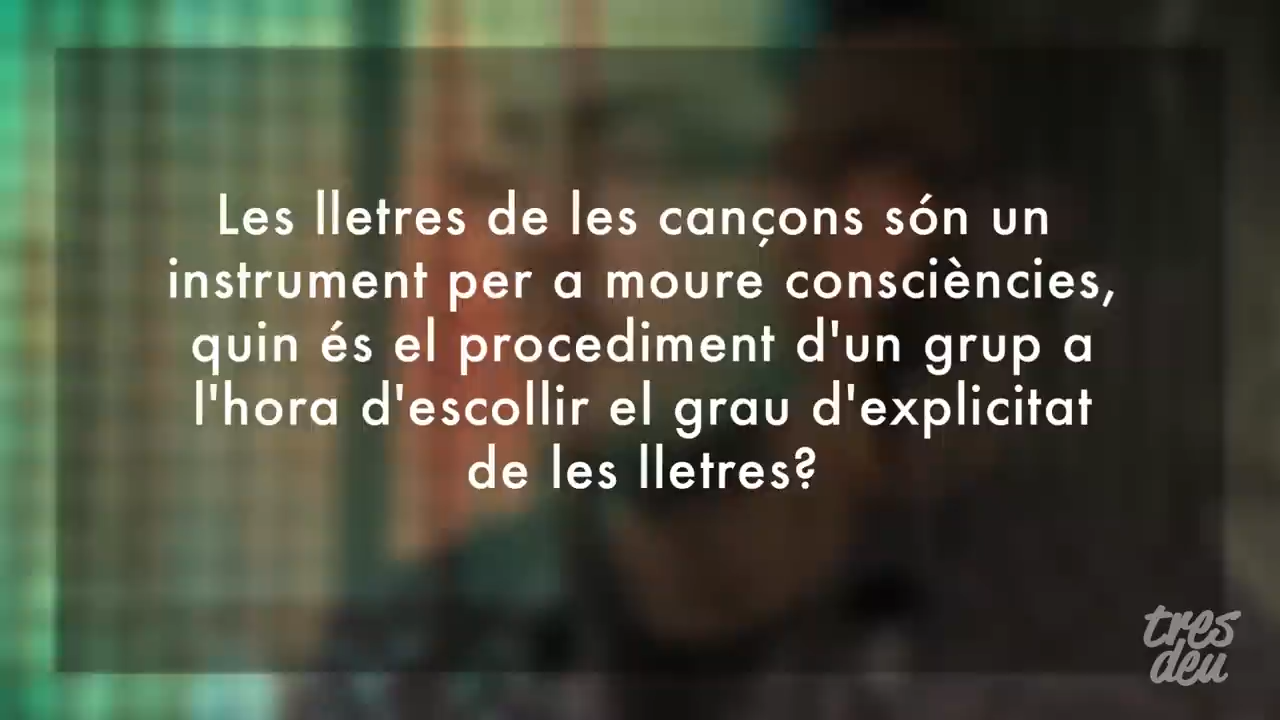 Les lletres de les cançons són un
instrument per a moure consciències,
quin és el procediment d'un grup a
l'hora d'escollir el grau d'explicitat
de les lletres?
tres
deu